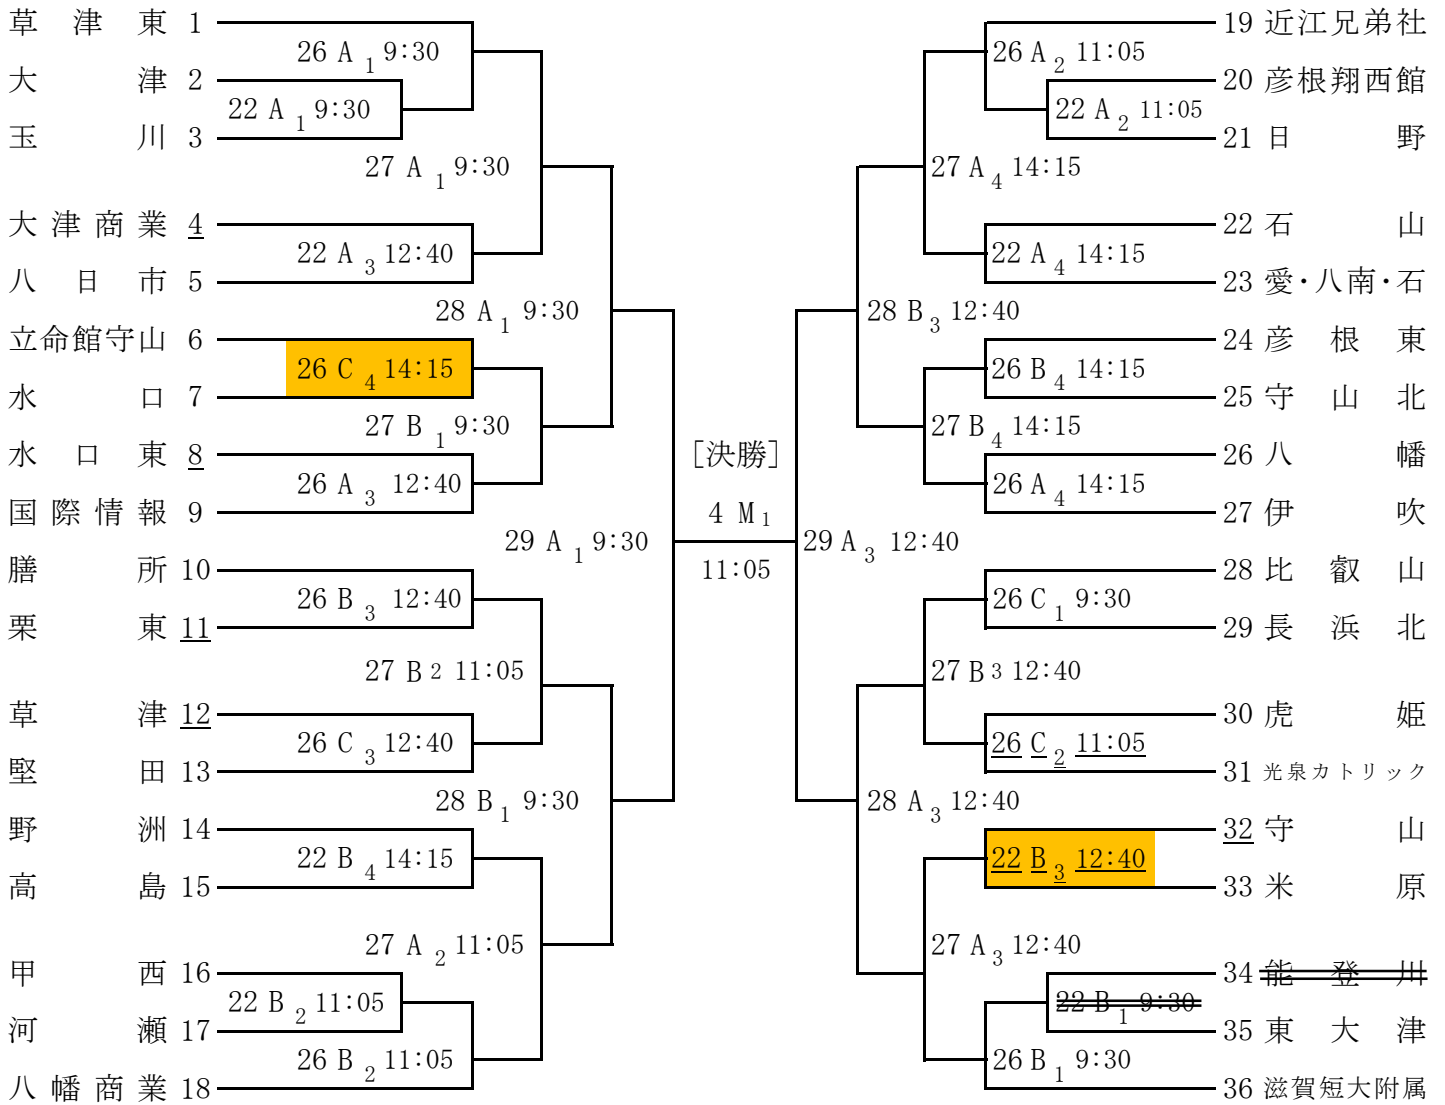 草津東 1
26 A 1 9:30
大津 2
22 A 1 9:30
玉川 3
27 A 1 9:30
大津商業 4
22 A 3 12:40
八日市 5
28 A 1 9:30
立命館守山 6
26 C 4 14:15
水口 7
27 B 1 9:30
水口東 8
26 A 3 12:40
国際情報 9
29 A 1 9:30
膳所 10
26 B 3 12:40
栗東 11
27 B 2 11:05
草津 12
26 C 3 12:40
堅田 13
28 B 1 9:30
野洲 14
22 B 4 14:15
高島 15
27 A 2 11:05
甲西 16
22 B 2 11:05
河瀬 17
26 B 2 11:05
八幡商業 18
[決勝]
4 M 1
11:05
19 近江兄弟社
26 A 2 11:05
20 彦根翔西館
22 A 2 11:05
21 日野
27 A 4 14:15
22 石山
22 A 4 14:15
23 愛・八南・石
28 B 3 12:40
24 彦根東
26 B 4 14:15
25 守山北
27 B 4 14:15
26 八幡
26 A 4 14:15
27 伊吹
29 A 3 12:40
28 比叡山
26 C 1 9:30
29 長浜北
27 B 3 12:40
30 虎姫
26 C 2 11:05
31 光泉カトリック
28 A 3 12:40
32 守山
22 B 3 12:40
33 米原
27 A 3 12:40
34 能登川
22 B 1 9:30
35 東大津
26 B 1 9:30
36 滋賀短大附属